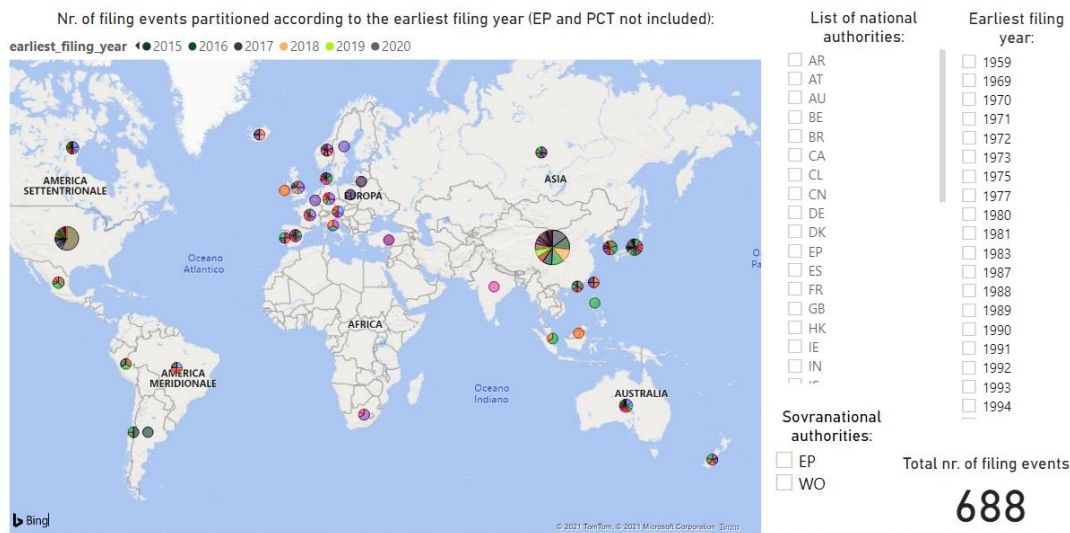 Nr. of filing events partitioned according to the earliest filing year (EP and PCT not included):
earliest_filing_year 2015 2016 2017 2018 2019 2020
AMERICA
SETTENTRIONALE
EUROPA
ASIA
Oceano
Atlantico
O
Pa
AFRICA
AMERICA
MERIDIONALE
Oceano
Indiano
AUSTRALIA
Bing
© 2021 TomTom, © 2021 Microsoft Corporation Terms
List of national
authorities:
AR
AT
AU
BE
BR
CA
CL
CN
DE
DK
EP
ES
FR
GB
HK
IE
IN
Sovranational
authorities:
EP
WO
Earliest filing
year:
1959
1969
1970
1971
1972
1973
1975
1977
1980
1981
1983
1987
1988
1989
1990
1991
1992
1993
1994
Total nr. of filing events
688